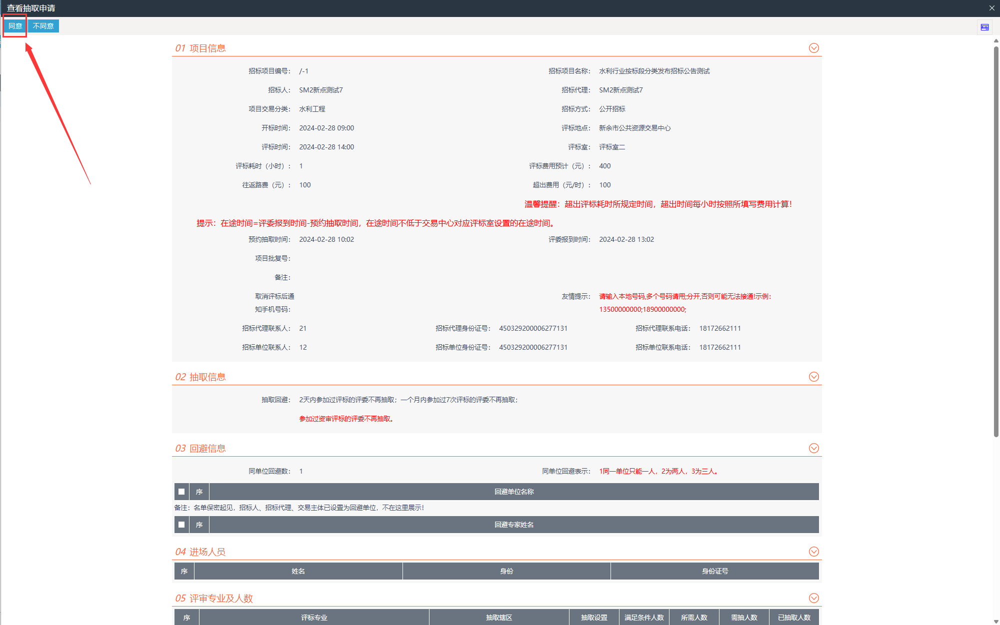 查看抽取申请
同意 不同意
01 项目信息
招标项目编号： /-1 招标项目名称： 水利行业按标段分类发布招标公告测试
招标人： SM2新点测试7 招标代理： SM2新点测试7
项目交易分类： 水利工程 招标方式： 公开招标
开标时间： 2024-02-28 09:00 评标地点： 新余市公共资源交易中心
评标时间： 2024-02-28 14:00 评标室： 评标室二
评标耗时（小时）： 1 评标费用预计（元）： 400
往返路费（元）： 100 超出费用（元/时）： 100
温馨提醒：超出评标耗时所规定时间，超出时间每小时按照所填写费用计算！
提示：在途时间=评委报到时间-预约抽取时间，在途时间不低于交易中心对应评标室设置的在途时间。
预约抽取时间： 2024-02-28 10:02 评委报到时间： 2024-02-28 13:02
项目批复号：
备注：
取消评标后通 友情提示： 请输入本地号码,多个号码请用;分开,否则可能无法接通!示例：
知手机号码： 13500000000;18900000000;
招标代理联系人： 21 招标代理身份证号： 450329200006277131 招标代理联系电话： 18172662111
招标单位联系人： 12 招标单位身份证号： 450329200006277131 招标单位联系电话： 18172662111
02 抽取信息
抽取回避： 2天内参加过评标的评委不再抽取；一个月内参加过7次评标的评委不再抽取；
参加过资审评标的评委不再抽取。
03 回避信息
同单位回避数： 1 同单位回避表示： 1同一单位只能一人，2为两人，3为三人。
序 回避单位名称
备注：名单保密起见，招标人、招标代理、交易主体已设置为回避单位，不在这里展示！
序 回避专家姓名
04 进场人员
序 姓名 身份 身份证号
05 评审专业及人数
序 评标专业 抽取辖区 抽取设置 满足条件人数 所需人数 需抽人数 已抽取人数